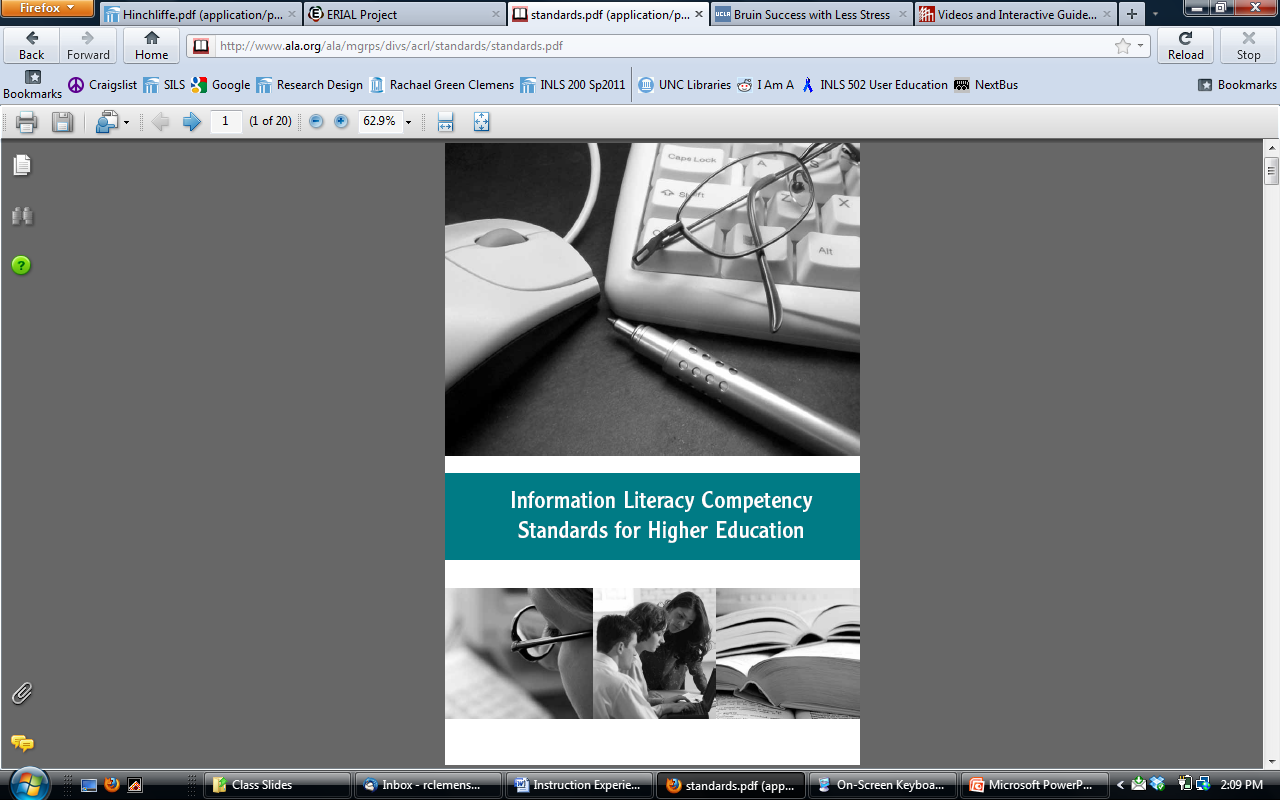 Firefox
Hinchliffe.pdf (application/p...
ERIAL Project
standards.pdf (application/p...
UCLA Bruin Success with Less Stress
Videos and Interactive Guide...
Back
Forward
Home
http://www.ala.org/ala/mgrps/divs/acrl/standards/standards.pdf
Reload
Stop
Bookmarks
Craigslist
SILS
Google
Research Design
Rachael Green Clemens
INLS 200 Sp2011
UNC Libraries
I Am A
INLS 502 User Education
NextBus
Bookmarks
1 (1 of 20)
62.9%
Caps Lock
A
S
Shift
Z
X
Alt
Information Literacy Competency
Standards for Higher Education
Class Slides
Inbox - rclemens...
Instruction Experie...
standards.pdf (app...
On-Screen Keyboa...
Microsoft PowerP...
2:09 PM